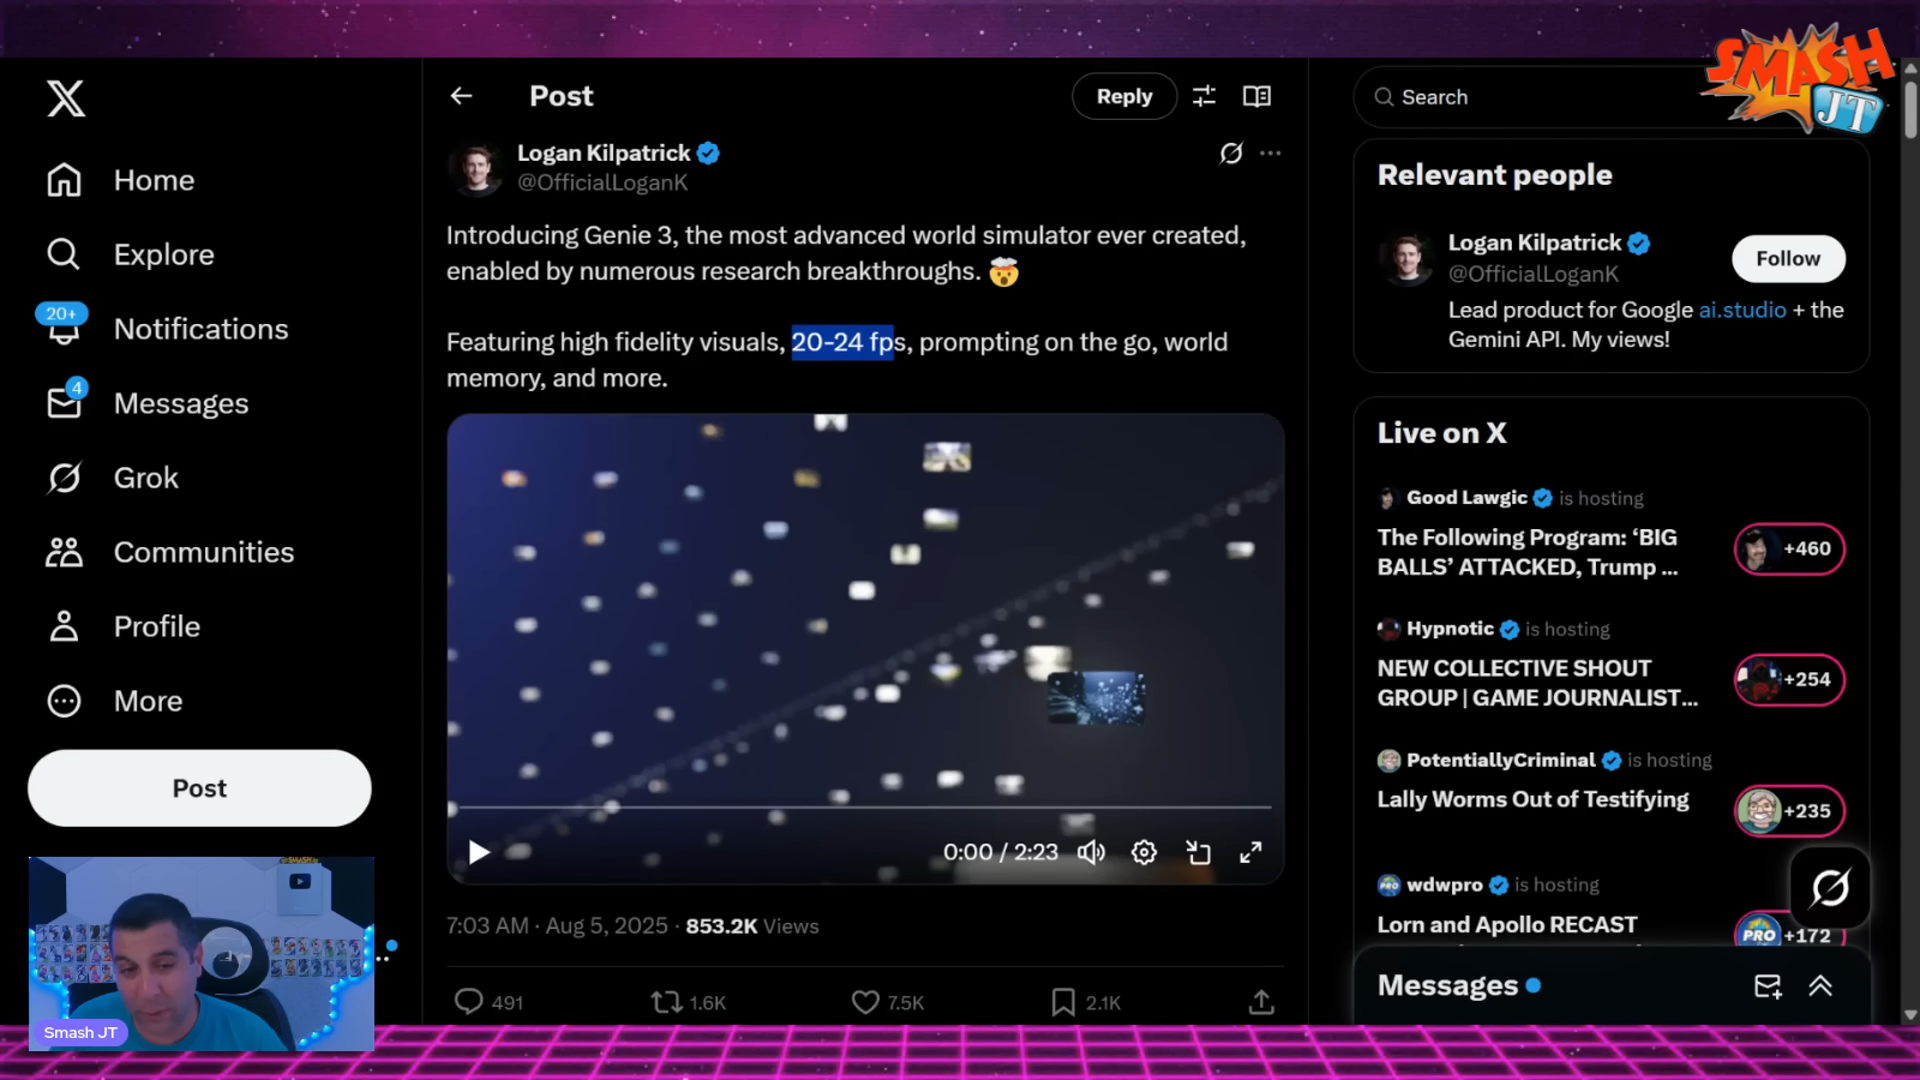 SMASH
JT
Post
Reply
Search
Logan Kilpatrick
@OfficialLoganK
Introducing Genie 3, the most advanced world simulator ever created,
enabled by numerous research breakthroughs. 🤯
Featuring high fidelity visuals, 20-24 fps, prompting on the go, world
memory, and more.
0:00 / 2:23
7:03 AM · Aug 5, 2025 · 853.2K Views
491
1.6K
7.5K
2.1K
Home
Explore
20+
Notifications
4
Messages
Grok
Communities
Profile
More
Post
Smash JT
Relevant people
Logan Kilpatrick
@OfficialLoganK
Follow
Lead product for Google ai.studio + the
Gemini API. My views!
Live on X
Good Lawgic is hosting
The Following Program: ‘BIG
BALLS’ ATTACKED, Trump ...
+460
Hypnotic is hosting
NEW COLLECTIVE SHOUT
GROUP | GAME JOURNALIST...
+254
PotentiallyCriminal is hosting
Lally Worms Out of Testifying
+235
PRO wdwpro is hosting
Lorn and Apollo RECAST
PRO +172
Messages